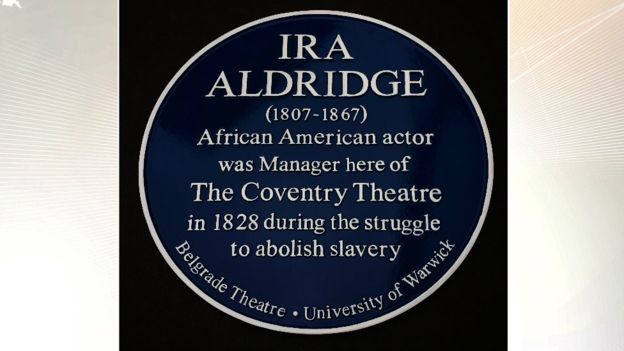 IRA
ALDRIDGE
(1807-1867)
African American actor
was Manager here of
The Coventry Theatre
in 1828 during the struggle
to abolish slavery
Belgrade Theatre • University of Warwick